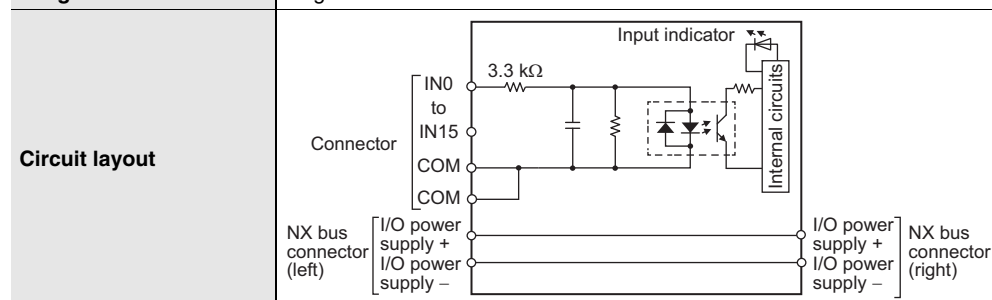 Circuit layout
Input indicator
3.3 kΩ
IN0
to
IN15
COM
COM
Connector
Internal circuits
NX bus
connector
(left)
I/O power
supply +
I/O power
supply −
I/O power
supply +
I/O power
supply −
NX bus
connector
(right)